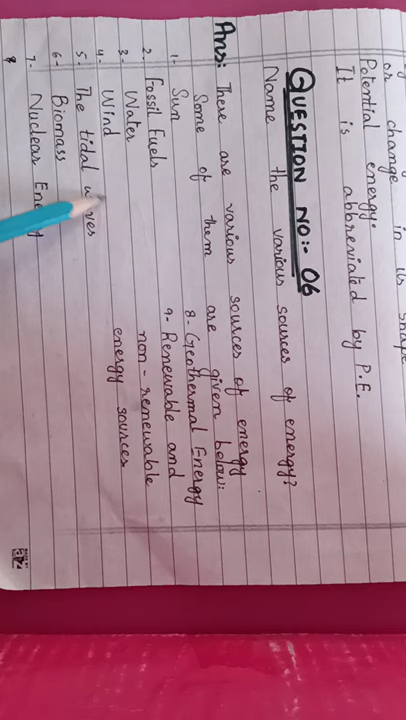 or change in its shape
Potential energy.
It is abbreviated by P.E.
QUESTION NO:- 06
Name the various sources of energy?
Ans: There are various sources of energy
Some of them are given below:
1- Sun
2- Fossil Fuels
3- Water
4- Wind
5- The tidal waves
6- Biomass
7- Nuclear Energy
8- Geothermal Energy
9- Renewable and
non-renewable
energy sources